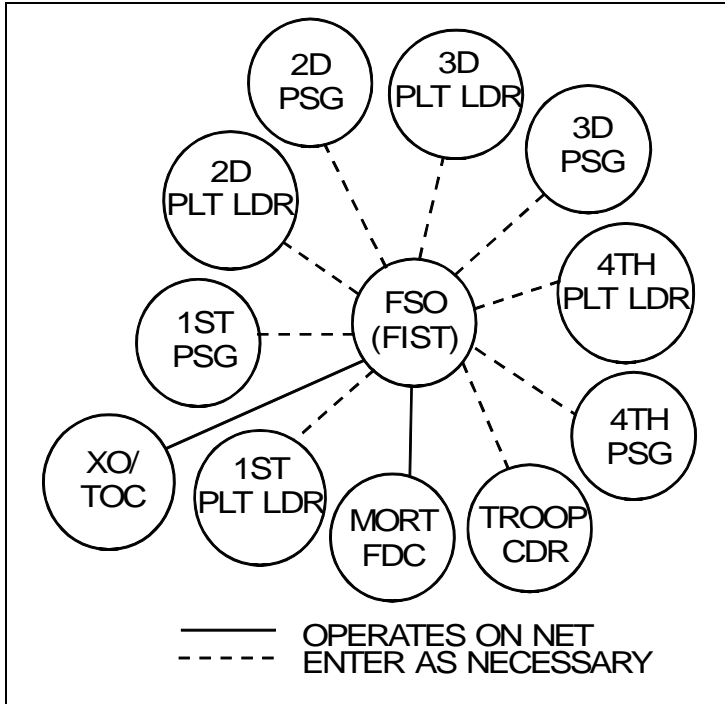 2D
PSG
3D
PLT LDR
3D
PSG
2D
PLT LDR
4TH
PLT LDR
FSO
(FIST)
1ST
PSG
4TH
PSG
XO/
TOC
1ST
PLT LDR
MORT
FDC
TROOP
CDR
OPERATES ON NET
ENTER AS NECESSARY